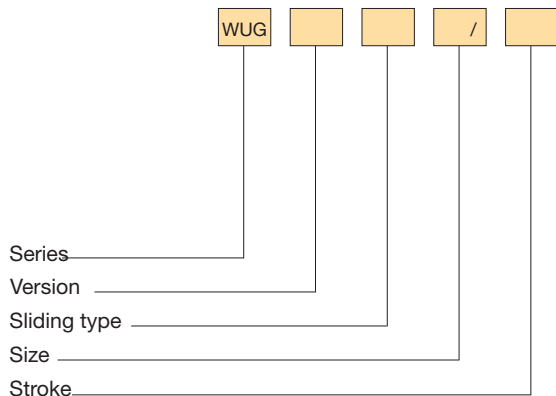 WUG /
Series
Version
Sliding type
Size
Stroke